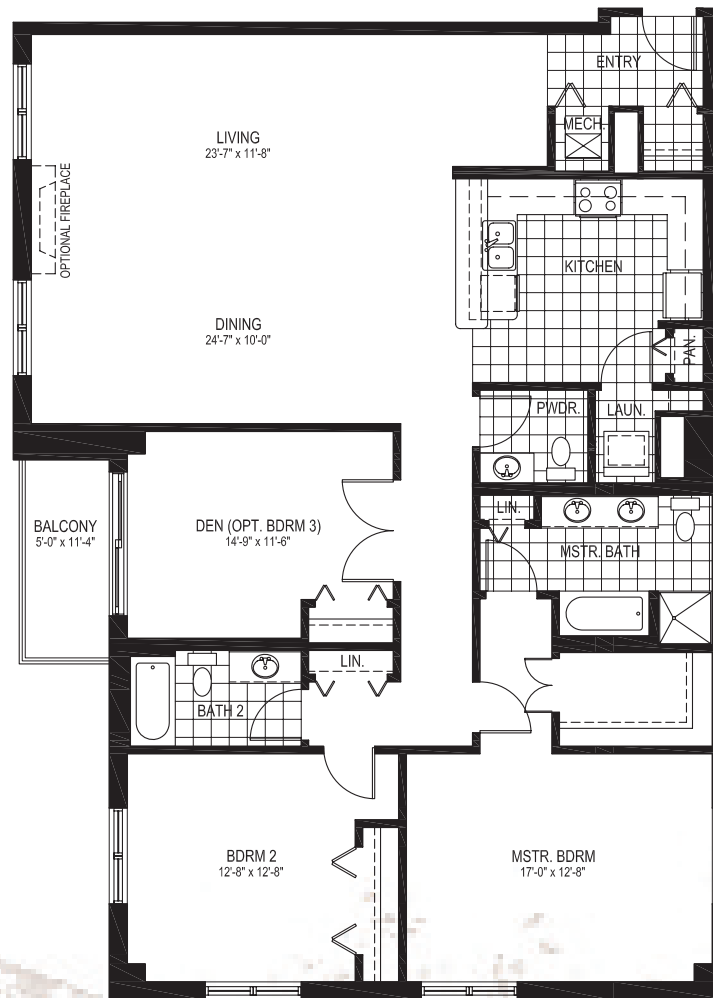 ENTRY
MECH.
LIVING
23'-7" x 11'-8"
OPTIONAL FIREPLACE
KITCHEN
DINING
24'-7" x 10'-0"
PAN.
PWDR.
LAUN.
BALCONY
5'-0" x 11'-4"
DEN (OPT. BDRM 3)
14'-9" x 11'-6"
LIN.
MSTR. BATH
LIN.
BATH 2
BDRM 2
12'-8" x 12'-8"
MSTR. BDRM
17'-0" x 12'-8"